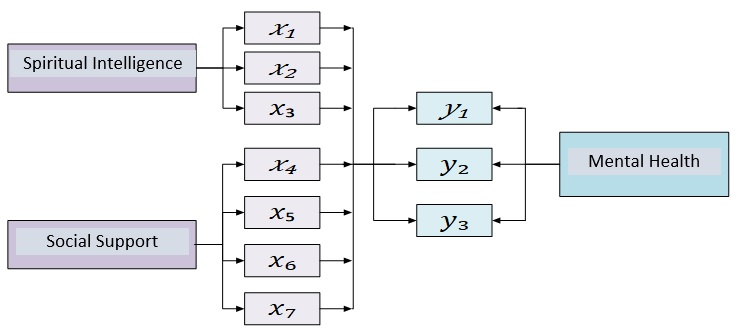 Spiritual Intelligence
x1
x2
x3
Social Support
x4
x5
x6
x7
y1
y2
y3
Mental Health